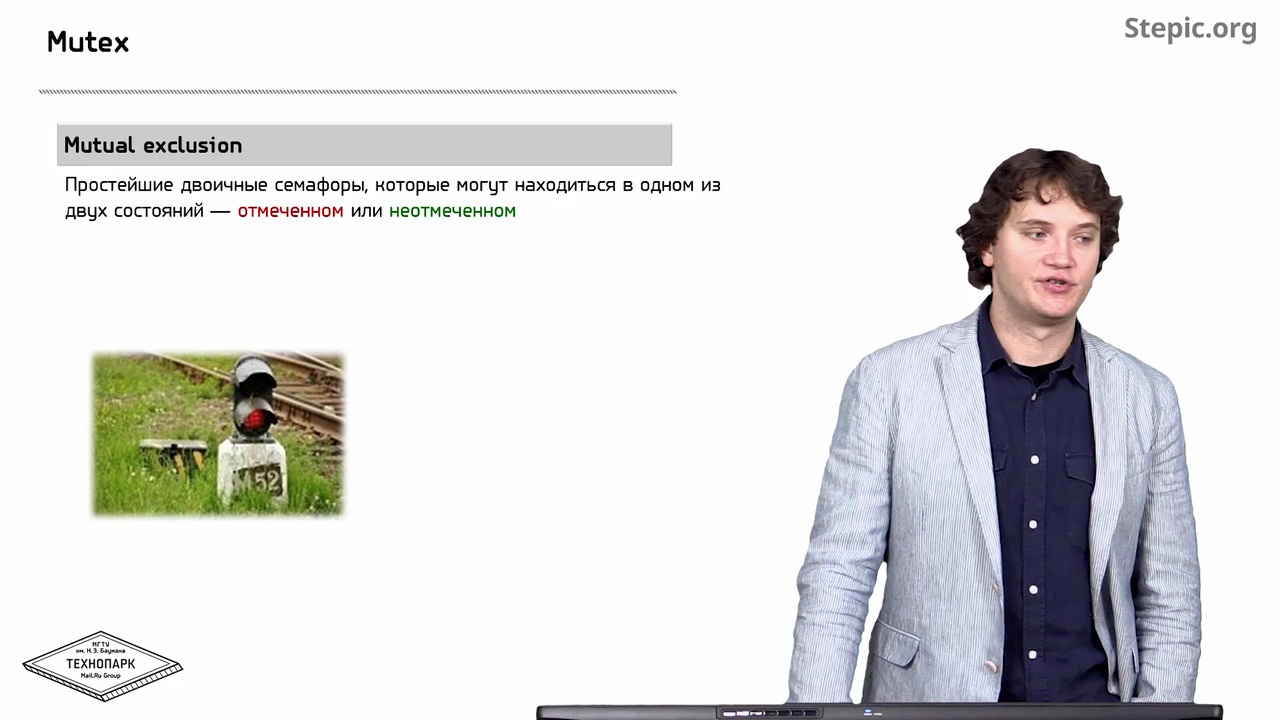 Mutex
Stepic.org
Mutual exclusion
Простейшие двоичные семафоры, которые могут находиться в одном из
двух состояний — отмеченном или неотмеченном
М52
МГТУ
им. Н.Э. Баумана
ТЕХНОПАРК
Mail.Ru Group